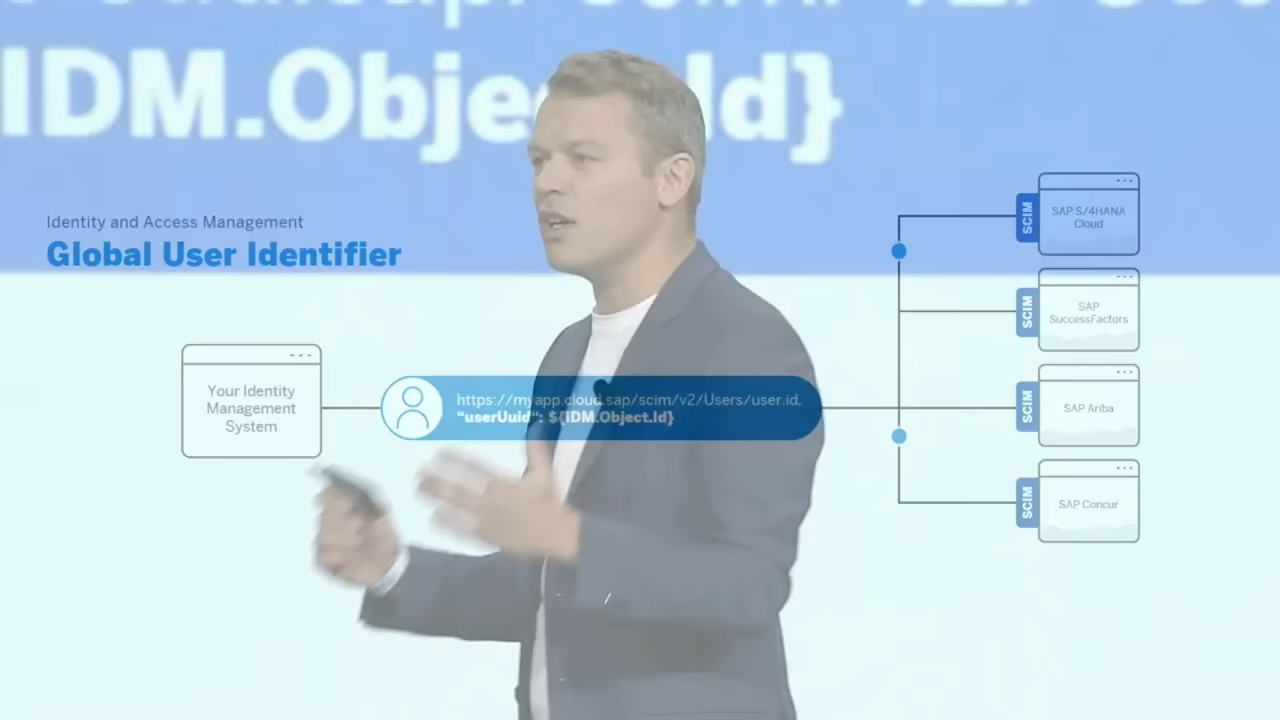 {IDM.Object.Id}
Identity and Access Management
Global User Identifier
Your Identity
Management
System
https://myapp.cloud.sap/scim/v2/Users/user.id,
“userUuid“: ${IDM.Object.Id}
SCIM
SAP S/4HANA
Cloud
SCIM
SAP
SuccessFactors
SCIM
SAP Ariba
SCIM
SAP Concur